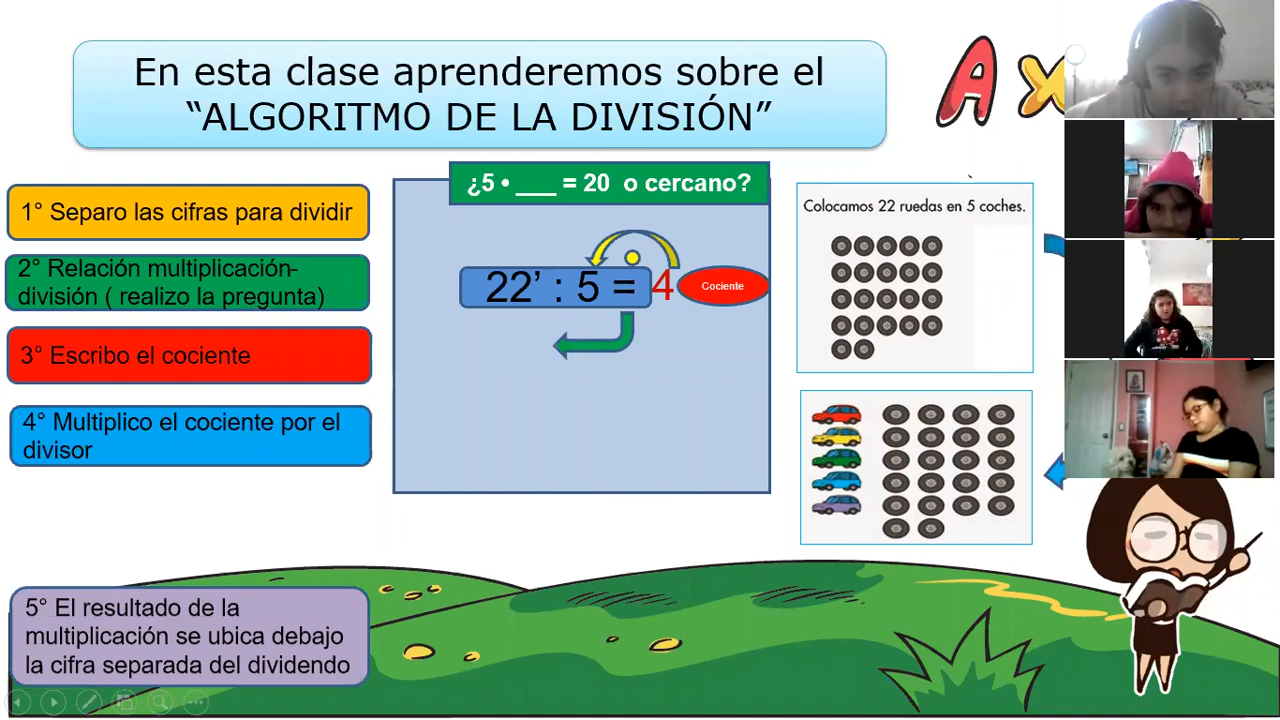 En esta clase aprenderemos sobre el
“ALGORITMO DE LA DIVISIÓN”
A x
1° Separo las cifras para dividir
2° Relación multiplicación-
división ( realizo la pregunta)
3° Escribo el cociente
4° Multiplico el cociente por el
divisor
5° El resultado de la
multiplicación se ubica debajo
la cifra separada del dividendo
¿5 • ___ = 20 o cercano?
22’ : 5 = 4
Cociente
Colocamos 22 ruedas en 5 coches.